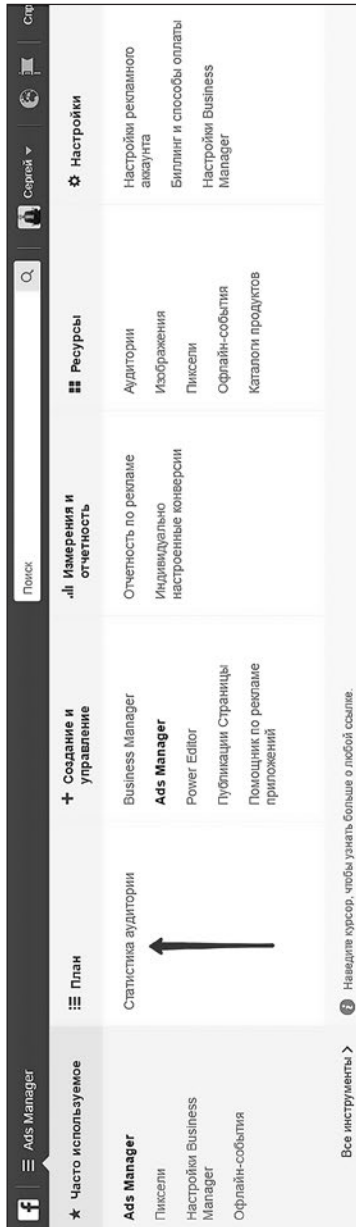 Ads Manager
Поиск
Сергей
Спр
Часто используемое
Ads Manager
Пиксели
Настройки Business
Manager
Офлайн-события
План
Статистика аудитории
Создание и
управление
Business Manager
Ads Manager
Power Editor
Публикации Страницы
Помощник по рекламе
приложений
Измерения и
отчетность
Отчетность по рекламе
Индивидуально
настроенные конверсии
Ресурсы
Аудитории
Изображения
Пиксели
Офлайн-события
Каталоги продуктов
Настройки
Настройки рекламного
аккаунта
Биллинг и способы оплаты
Настройки Business
Manager
Все инструменты >
Наведите курсор, чтобы узнать больше о любой ссылке.